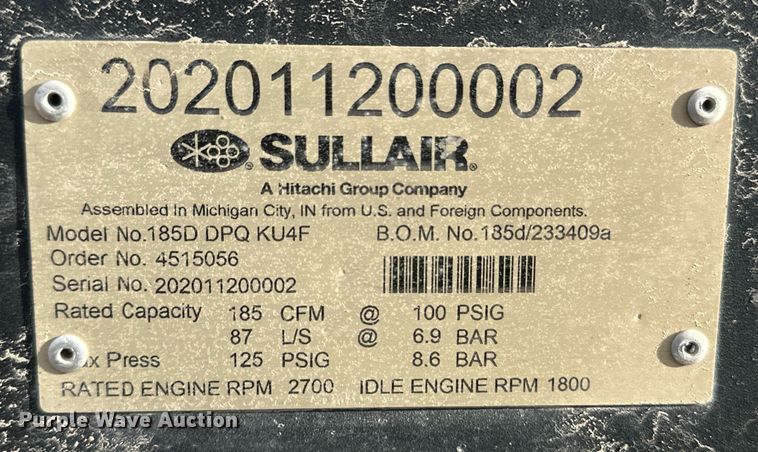 202011200002
SULLAIR®
A Hitachi Group Company
Assembled In Michigan City, IN from U.S. and Foreign Components.
Model No.185D DPQ KU4F B.O.M. No.185d/233409a
Order No. 4515056
Serial No. 202011200002
Rated Capacity 185 CFM @ 100 PSIG
87 L/S @ 6.9 BAR
Press 125 PSIG 8.6 BAR
RATED ENGINE RPM 2700 IDLE ENGINE RPM 1800
Purple Wave Auction